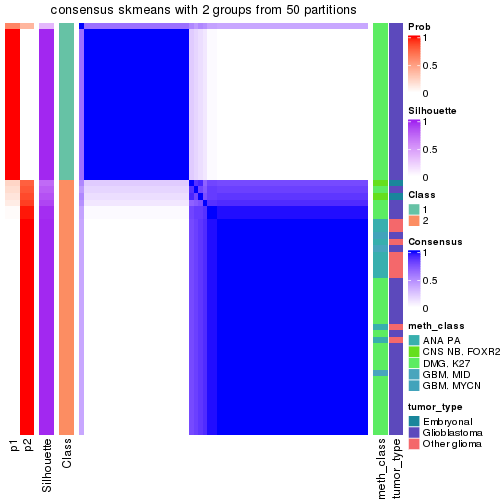 consensus skmeans with 2 groups from 50 partitions
Prob
1
0.5
0
Silhouette
1
0.5
0
Class
1
2
Consensus
1
0.5
0
meth_class
ANA PA
CNS NB, FOXR2
DMG, K27
GBM, MID
GBM, MYCN
tumor_type
Embryonal
Glioblastoma
Other glioma
p1
p2
Silhouette
Class
meth_class
tumor_type